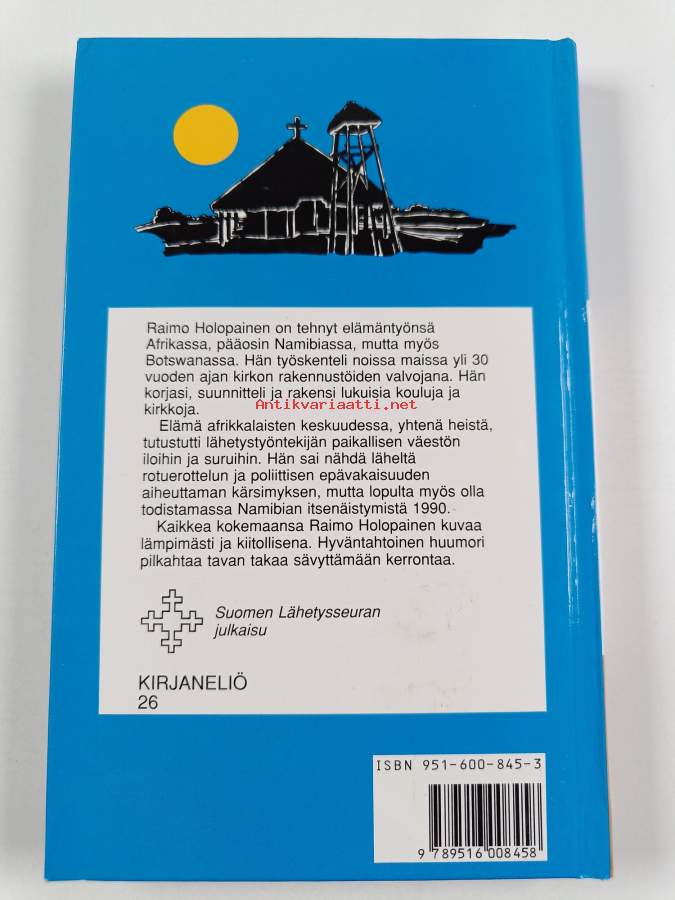 Raimo Holopainen on tehnyt elämäntyönsä
Afrikassa, pääosin Namibiassa, mutta myös
Botswanassa. Hän työskenteli noissa maissa yli 30
vuoden ajan kirkon rakennustöiden valvojana. Hän
korjasi, suunnitteli ja rakensi lukuisia kouluja ja
kirkkoja.
Antikvariaatti.net
Elämä afrikkalaisten keskuudessa, yhtenä heistä,
tutustutti lähetystyöntekijän paikallisen väestön
iloihin ja suruihin. Hän sai nähdä läheltä
rotuerottelun ja poliittisen epävakaisuuden
aiheuttaman kärsimyksen, mutta lopulta myös olla
todistamassa Namibian itsenäistymistä 1990.
Kaikkea kokemaansa Raimo Holopainen kuvaa
lämpimästi ja kiitollisena. Hyväntahtoinen huumori
pilkahtaa tavan takaa sävyttämään kerrontaa.
Suomen Lähetysseuran
julkaisu
KIRJANELIÖ
26
ISBN 951-600-845-3
9 789516 008458